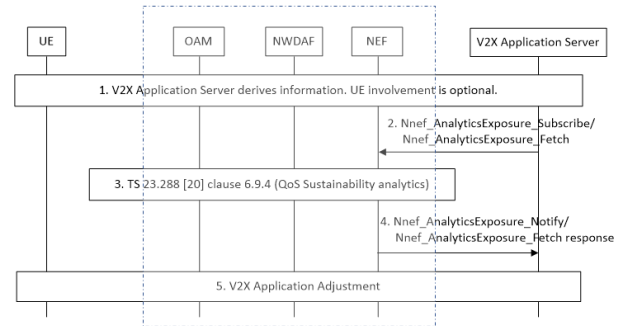 UE
OAM
NWDAF
NEF
V2X Application Server
1. V2X Application Server derives information. UE involvement is optional.
2. Nnef_AnalyticsExposure_Subscribe/
Nnef_AnalyticsExposure_Fetch
3. TS 23.288 [20] clause 6.9.4 (QoS Sustainability analytics)
4. Nnef_AnalyticsExposure_Notify/
Nnef_AnalyticsExposure_Fetch response
5. V2X Application Adjustment